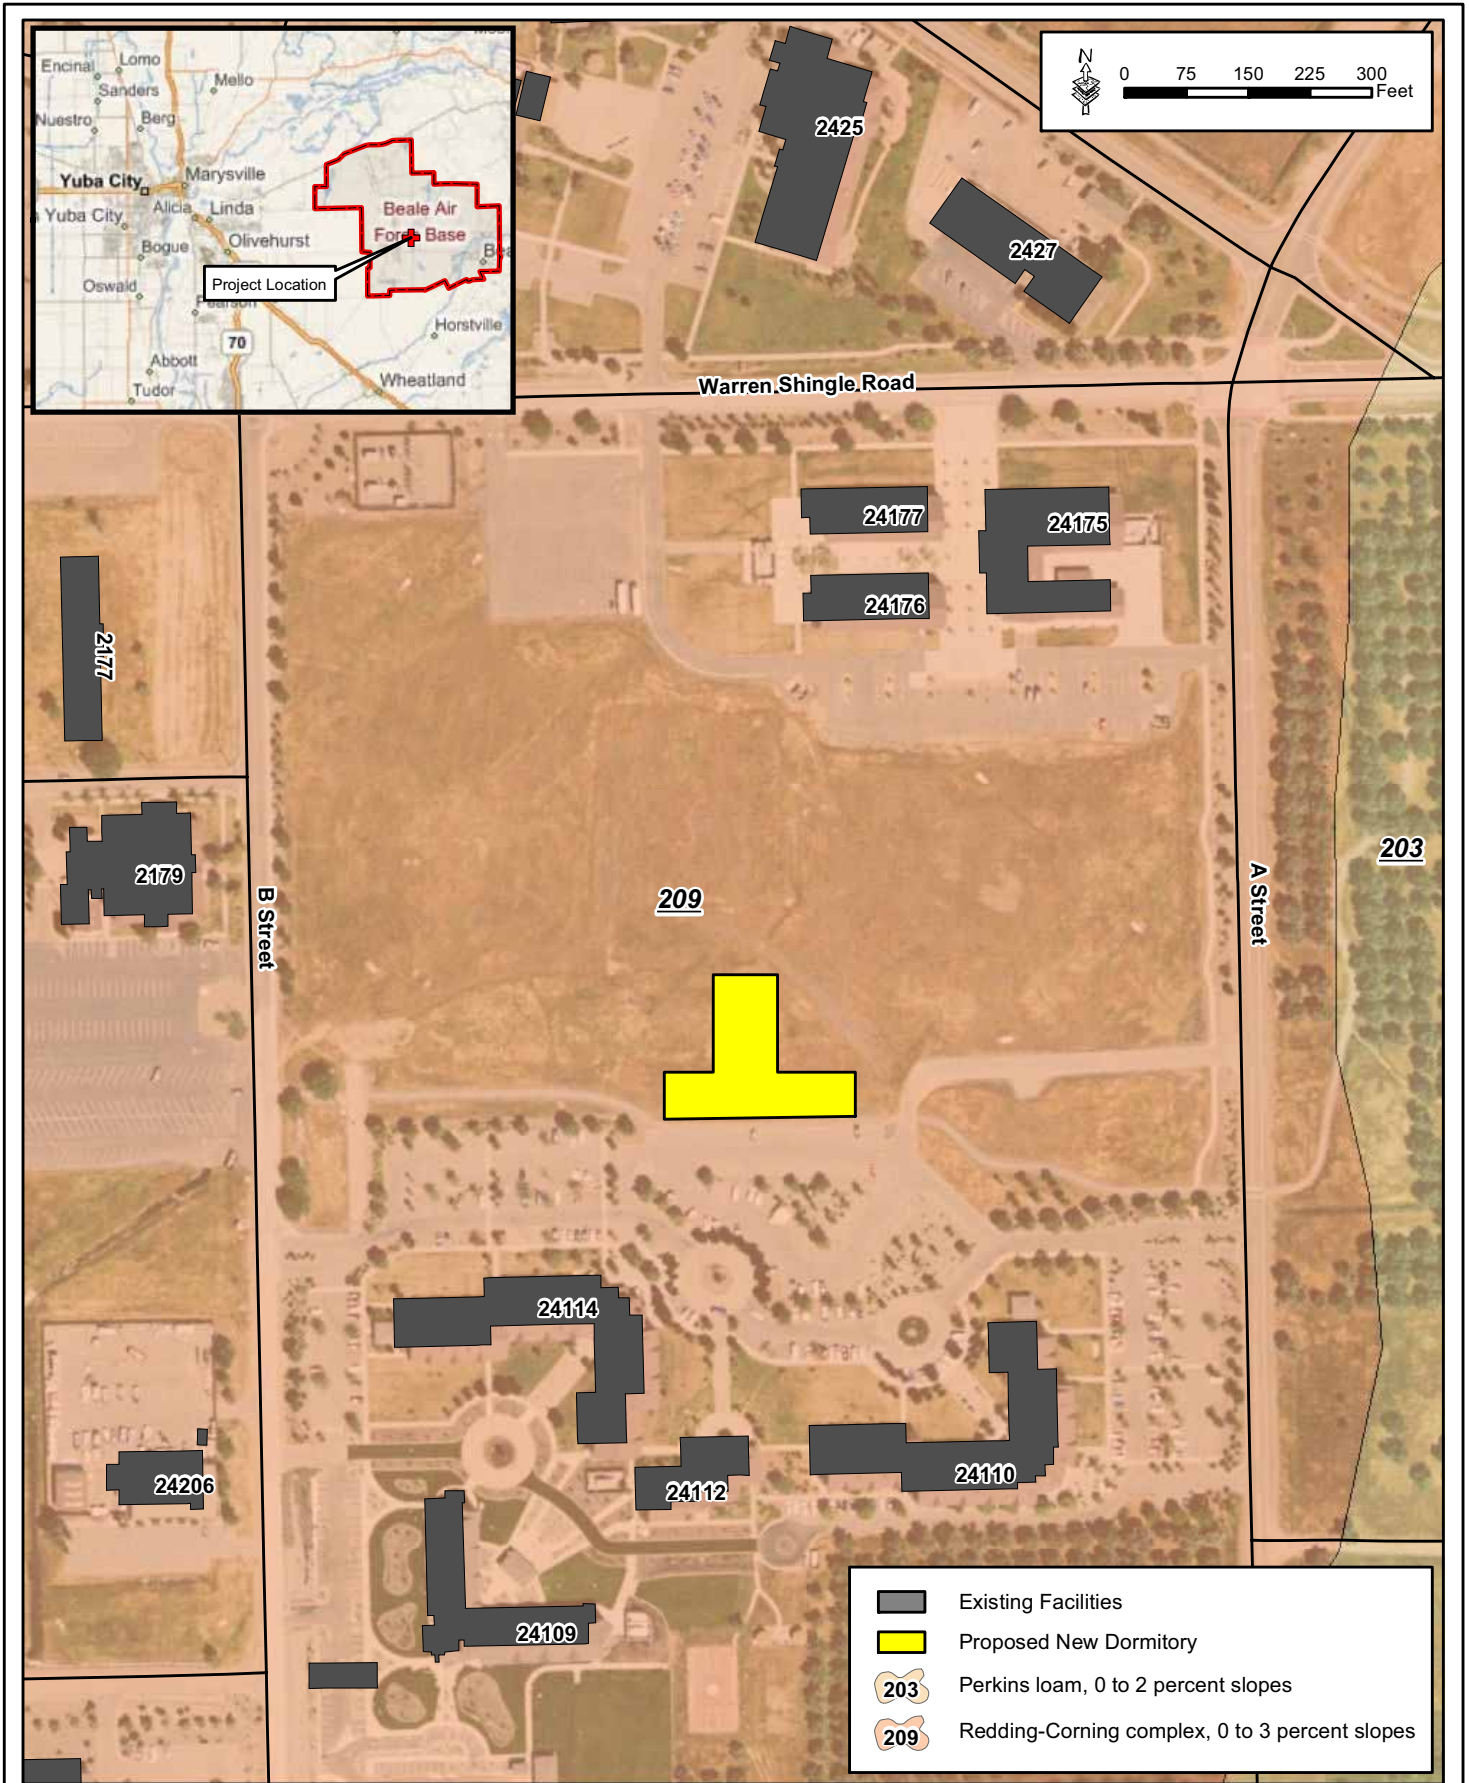 Encinal
Lomo
Sanders
Mello
Nuestro
Berg
Yuba City
Marysville
Yuba City
Alicia
Linda
Bogue
Olivehurst
Oswald
Pearson
70
Horstville
Abbott
Tudor
Wheatland
Beale Air
Force Base
Project Location
N
0 75 150 225 300
Feet
2425
2427
Warren Shingle Road
24177
24175
24176
2177
2179
B Street
209
A Street
203
24114
24110
24112
24206
24109
Existing Facilities
Proposed New Dormitory
203 Perkins loam, 0 to 2 percent slopes
209 Redding-Corning complex, 0 to 3 percent slopes